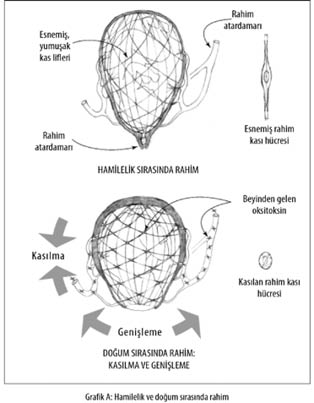 Esnemiş,
yumuşak
kas lifleri
Rahim
atardamarı
Rahim
atardamarı
Esnemiş rahim
kası hücresi
HAMİLELİK SIRASINDA RAHİM
Beyinden gelen
oksitoksin
Kasılma
Kasılan rahim kası
hücresi
Genişleme
DOĞUM SIRASINDA RAHİM:
KASILMA VE GENİŞLEME
Grafik A: Hamilelik ve doğum sırasında rahim